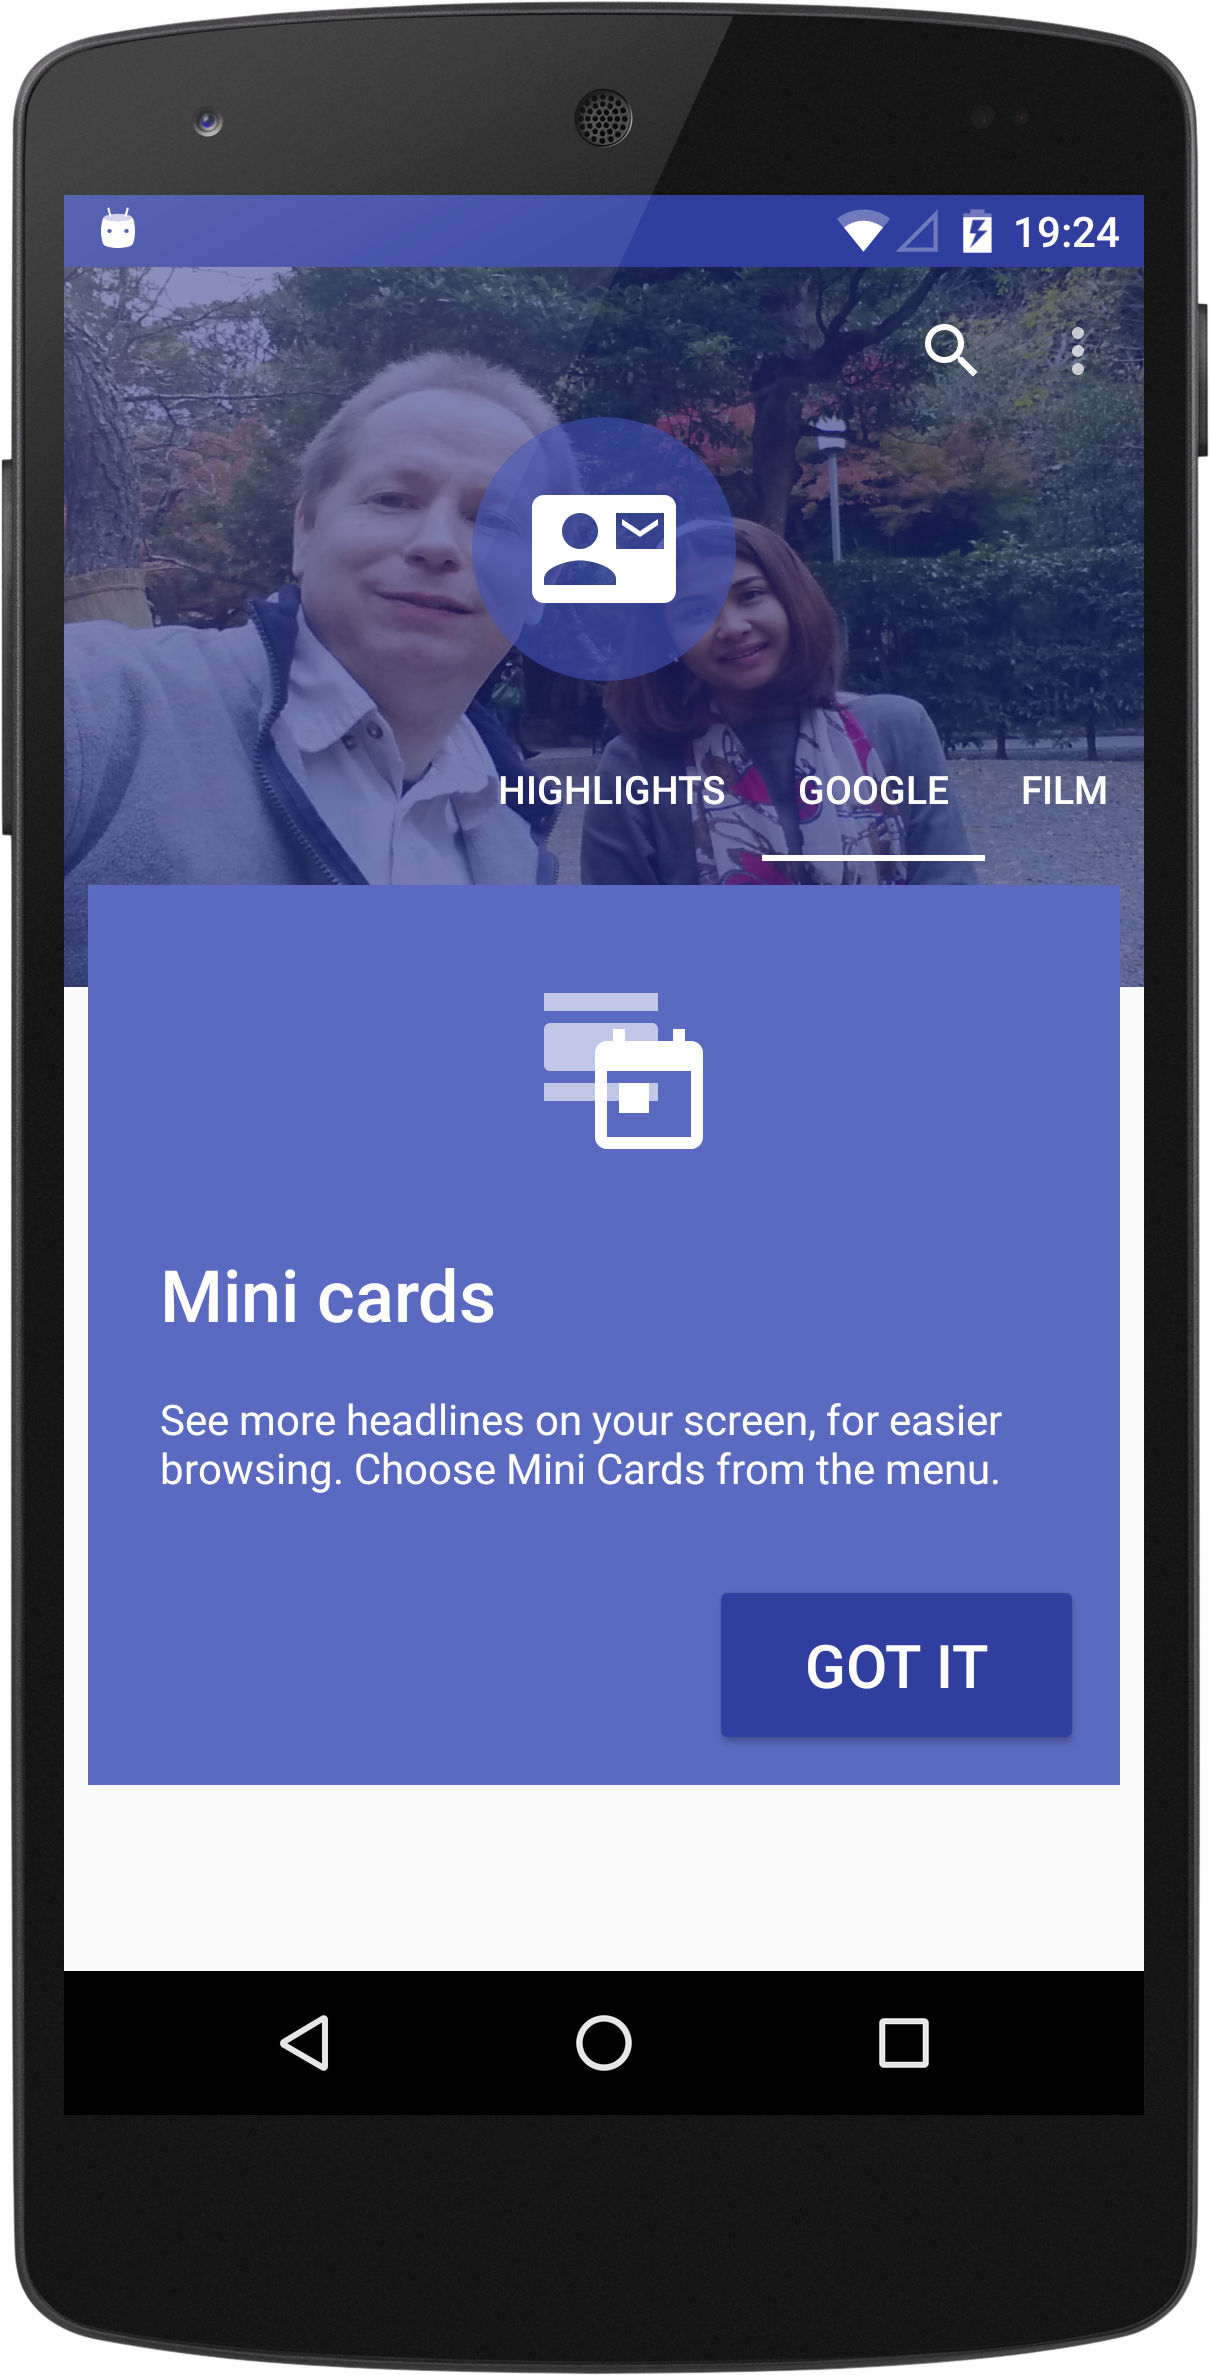 19:24
HIGHLIGHTS GOOGLE FILM
Mini cards
See more headlines on your screen, for easier
browsing. Choose Mini Cards from the menu.
GOT IT